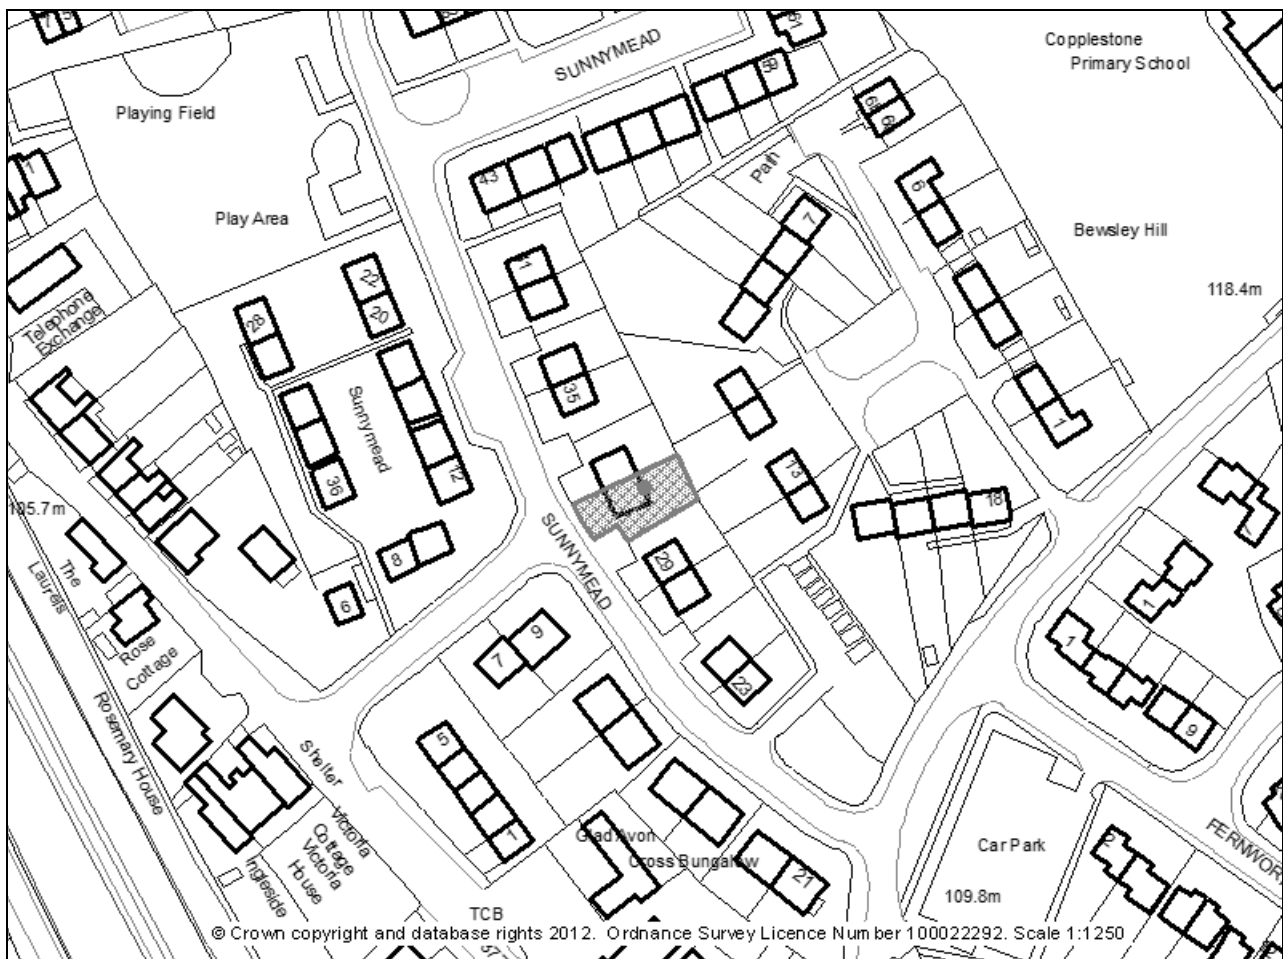 SUNNYMEAD
61
59
Copplestone
Primary School
Playing Field
1
43
Path
6
7
Play Area
Bewsley Hill
118.4m
22
20
28
Telephone
Exchange
35
Sunnymead
1
12
36
13
18
SUNNYMEAD
105.7m
The
Laurels
8
29
6
Rose
Cottage
9
7
23
1
1
9
Rosemary House
5
Shelter
1
Victoria
Cottage
Victoria
House
Ingleside
Glad Avon
Cross Bungalow
21
Car Park
2
FERNWOR
109.8m
TCB
© Crown copyright and database rights 2012. Ordnance Survey Licence Number 100022292. Scale 1:1250